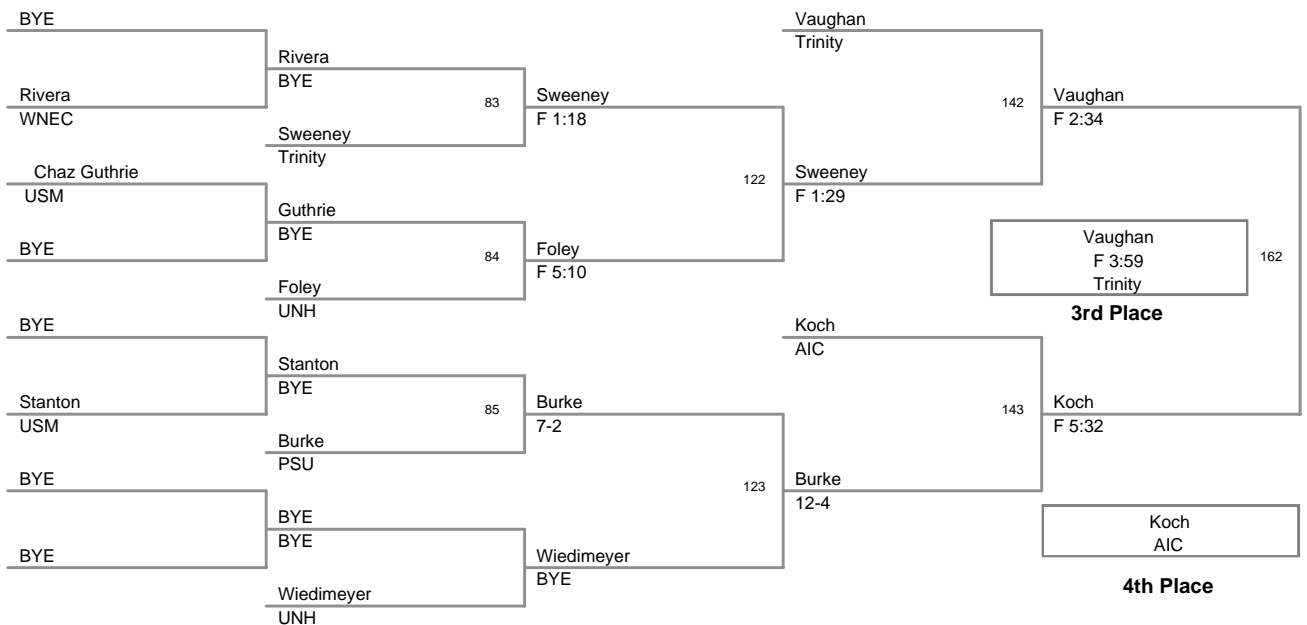 BYE
Rivera
BYE
Rivera
WNEC
83
Sweeney
F 1:18
Sweeney
Trinity
Chaz Guthrie
USM
Guthrie
BYE
BYE
84
Foley
F 5:10
Foley
UNH
122
Sweeney
F 1:29
Vaughan
Trinity
142
Vaughan
F 2:34
Vaughan
F 3:59
Trinity
162
3rd Place
BYE
Stanton
BYE
Stanton
USM
85
Burke
7-2
Burke
PSU
BYE
BYE
BYE
BYE
Wiedimeyer
BYE
Wiedimeyer
UNH
123
Burke
12-4
Koch
AIC
143
Koch
F 5:32
Koch
AIC
4th Place